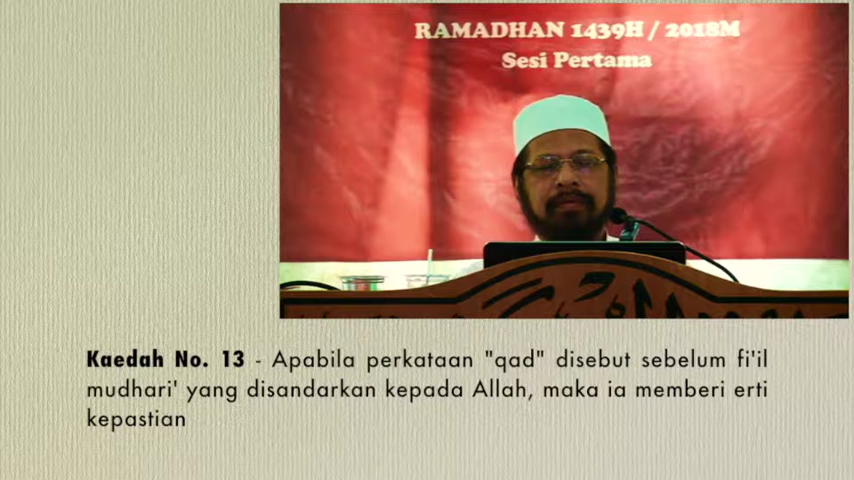 RAMADHAN 1439H / 2018M
Sesi Pertama
Kaedah No. 13 - Apabila perkataan "qad" disebut sebelum fi'il
mudhari' yang disandarkan kepada Allah, maka ia memberi erti
kepastian